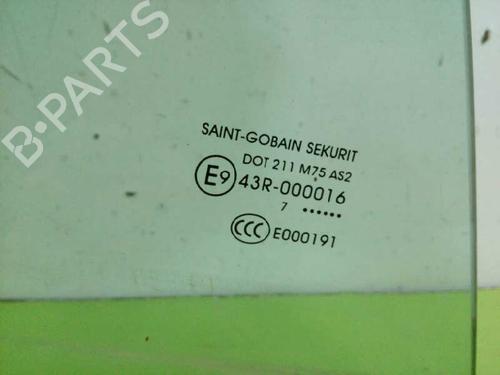 B-PARTS
SAINT-GOBAIN SEKURIT
DOT 211 M75 AS2
E9 43R-000016
7 ......
CCC E000191